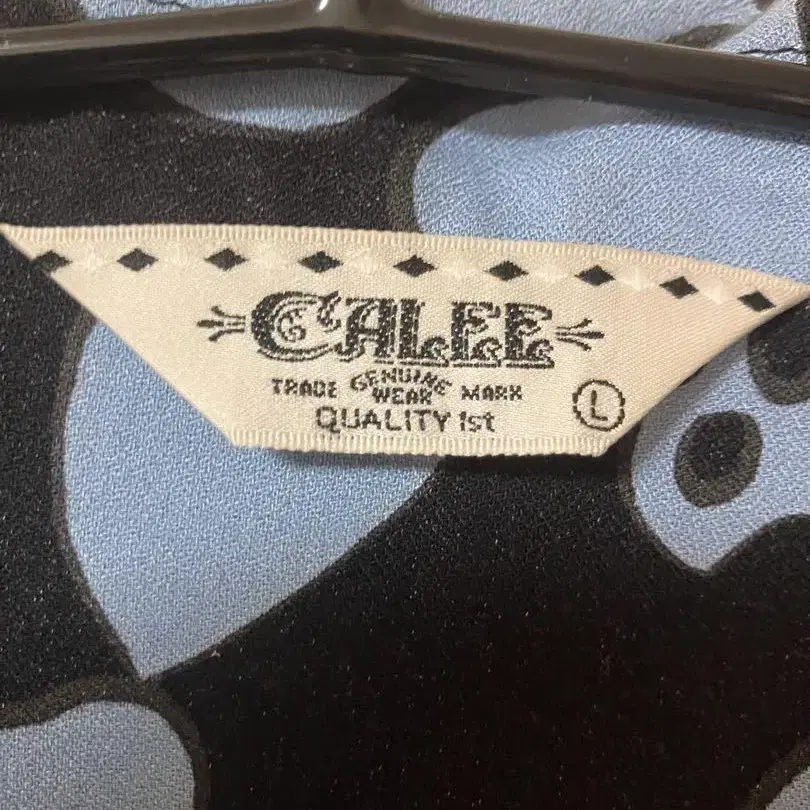 CALEE
TRADE GENUINE WEAR MARK
QUALITY 1st
L